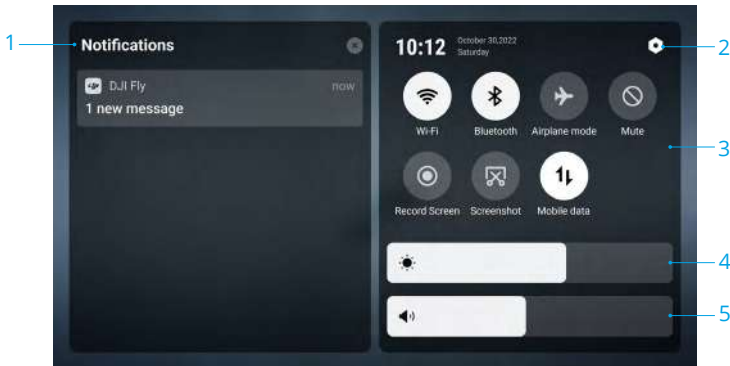 1
Notifications
DJI Fly
now
1 new message
10:12
October 30,2022
Saturday
2
Wi-Fi
Bluetooth
Airplane mode
Mute
3
Record Screen
Screenshot
Mobile data
4
5